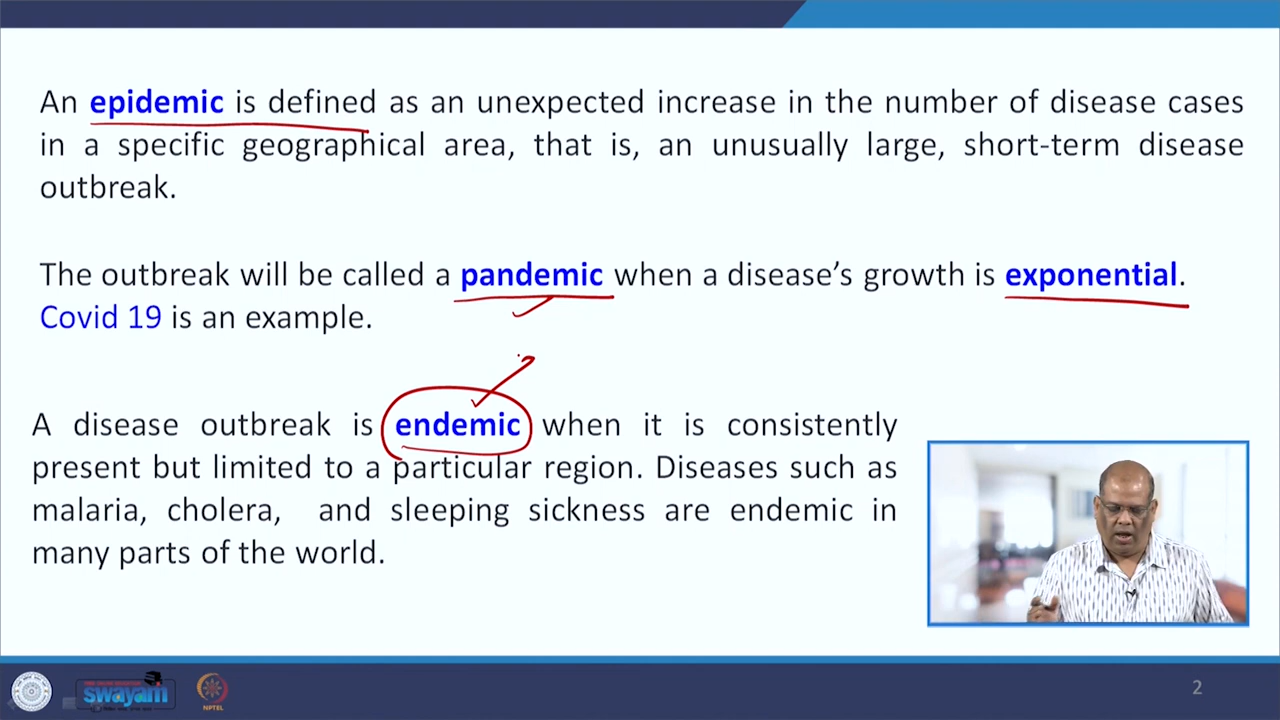 An epidemic is defined as an unexpected increase in the number of disease cases
in a specific geographical area, that is, an unusually large, short-term disease
outbreak.
The outbreak will be called a pandemic when a disease’s growth is exponential.
Covid 19 is an example.
A disease outbreak is endemic when it is consistently
present but limited to a particular region. Diseases such as
malaria, cholera, and sleeping sickness are endemic in
many parts of the world.
swayam
NPTEL
2